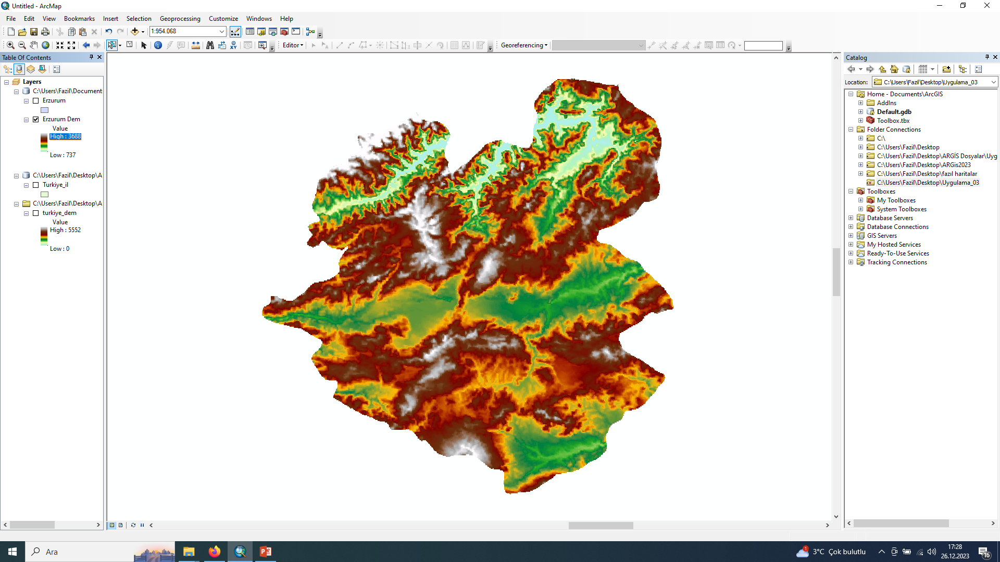 Untitled - ArcMap
File Edit View Bookmarks Insert Selection Geoprocessing Customize Windows Help
1:954.068
Editor
Georeferencing
Table Of Contents
Layers
C:\Users\Fazil\Document
Erzurum
Erzurum Dem
Value
High : 3688
Low : 737
C:\Users\Fazil\Desktop\A
Turkiye_il
C:\Users\Fazil\Desktop\A
turkiye_dem
Value
High : 5552
Low : 0
Catalog
Location: C:\Users\Fazil\Desktop\Uygulama_03
Home - Documents\ArcGIS
AddIns
Default.gdb
Toolbox.tbx
Folder Connections
C:\
C:\Users\Fazil\Desktop
C:\Users\Fazil\Desktop\ARGİS Dosyalar\Uyg
C:\Users\Fazil\Desktop\ARGis2023
C:\Users\Fazil\Desktop\fazıl haritalar
C:\Users\Fazil\Desktop\Uygulama_03
Toolboxes
My Toolboxes
System Toolboxes
Database Servers
Database Connections
GIS Servers
My Hosted Services
Ready-To-Use Services
Tracking Connections
Ara
1
3°C Çok bulutlu
17:28
26.12.2023
16